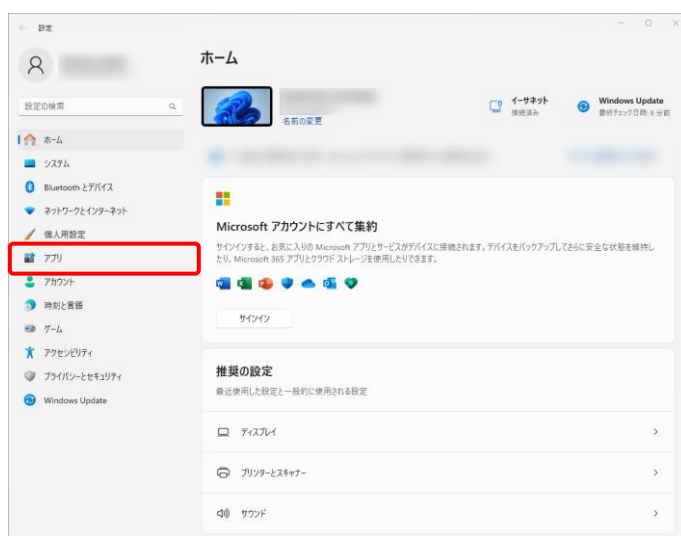 設定
ホーム
設定の検索
名前の変更
イーサネット
接続済み
Windows Update
最終チェック日時: 8 分前
ホーム
システム
Bluetooth とデバイス
ネットワークとインターネット
個人用設定
アプリ
アカウント
時刻と言語
ゲーム
アクセシビリティ
プライバシーとセキュリティ
Windows Update
Microsoft アカウントにすべて集約
サインインすると、お気に入りの Microsoft アプリとサービスがデバイスに接続されます。デバイスをバックアップしてさらに安全な状態を維持し
たり、Microsoft 365 アプリとクラウド ストレージを使用したりできます。
サインイン
推奨の設定
最近使用した設定と一般的に使用される設定
ディスプレイ
プリンターとスキャナー
サウンド